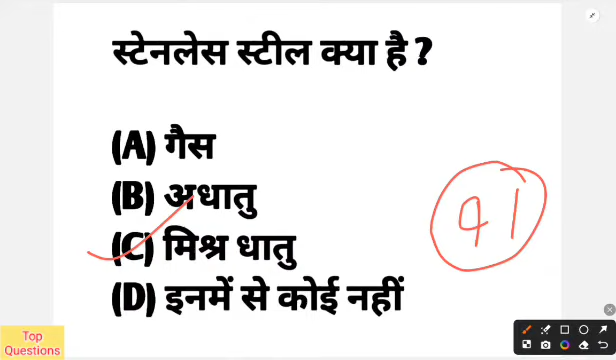 स्टेनलेस स्टील क्या है ?
(A) गैस
(B) अधातु
(C) मिश्र धातु
(D) इनमें से कोई नहीं
91
Top
Questions